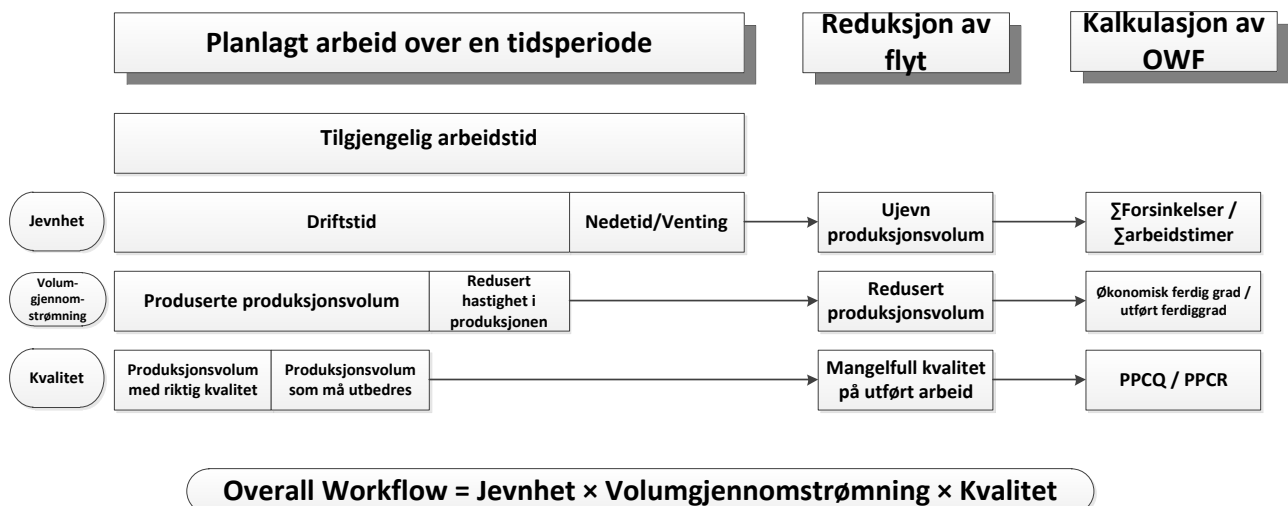 Planlagt arbeid over en tidsperiode
Reduksjon av
flyt
Kalkulasjon av
OWF
Tilgjengelig arbeidstid
Jevnhet
Driftstid
Nedetid/Venting
Ujevn
produksjonsvolum
∑Forsinkelser /
∑arbeidstimer
Volum-
gjennom-
strømning
Produserte produksjonsvolum
Redusert
hastighet i
produksjonen
Redusert
produksjonsvolum
Økonomisk ferdig grad /
utført ferdiggrad
Kvalitet
Produksjonsvolum
med riktig kvalitet
Produksjonsvolum
som må utbedres
Mangelfull kvalitet
på utført arbeid
PPCQ / PPCR
Overall Workflow = Jevnhet × Volumgjennomstrømning × Kvalitet